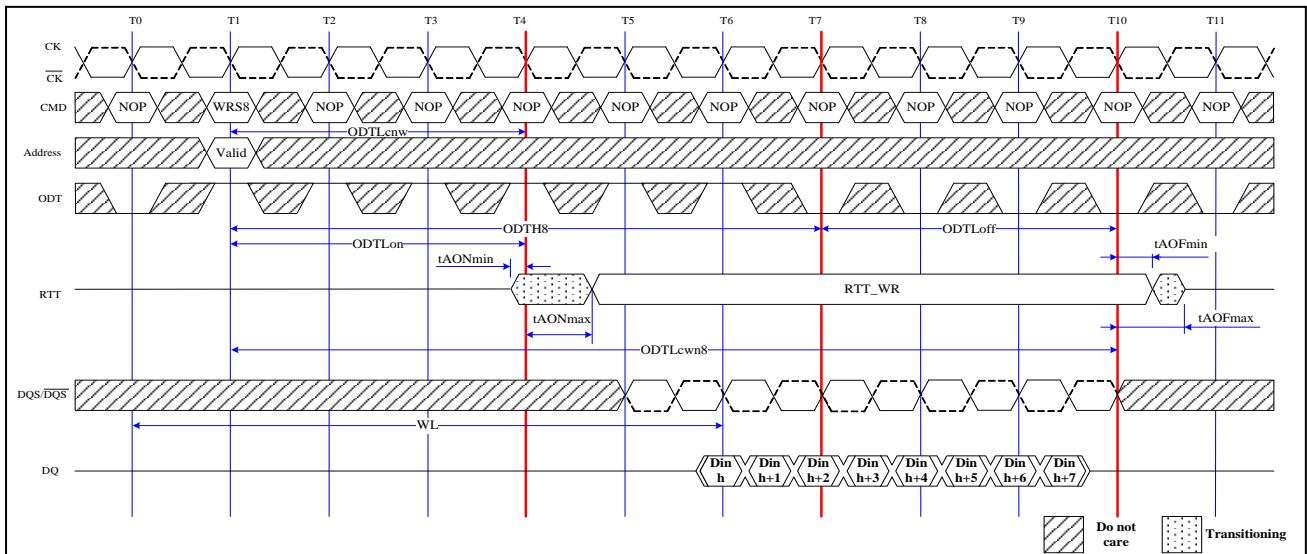 T0 T1 T2 T3 T4 T5 T6 T7 T8 T9 T10 T11
CK
CK
CMD NOP WRS8 NOP NOP NOP NOP NOP NOP NOP NOP NOP NOP
ODTLcnw
Address Valid
ODT
ODTH8 ODTLoff
ODTLon
tAONmin tAOFmin
RTT RTT_WR
tAONmax tAOFmax
ODTLcwn8
DQS/DQS
WL
DQ Din h Din h+1 Din h+2 Din h+3 Din h+4 Din h+5 Din h+6 Din h+7
Do not care Transitioning